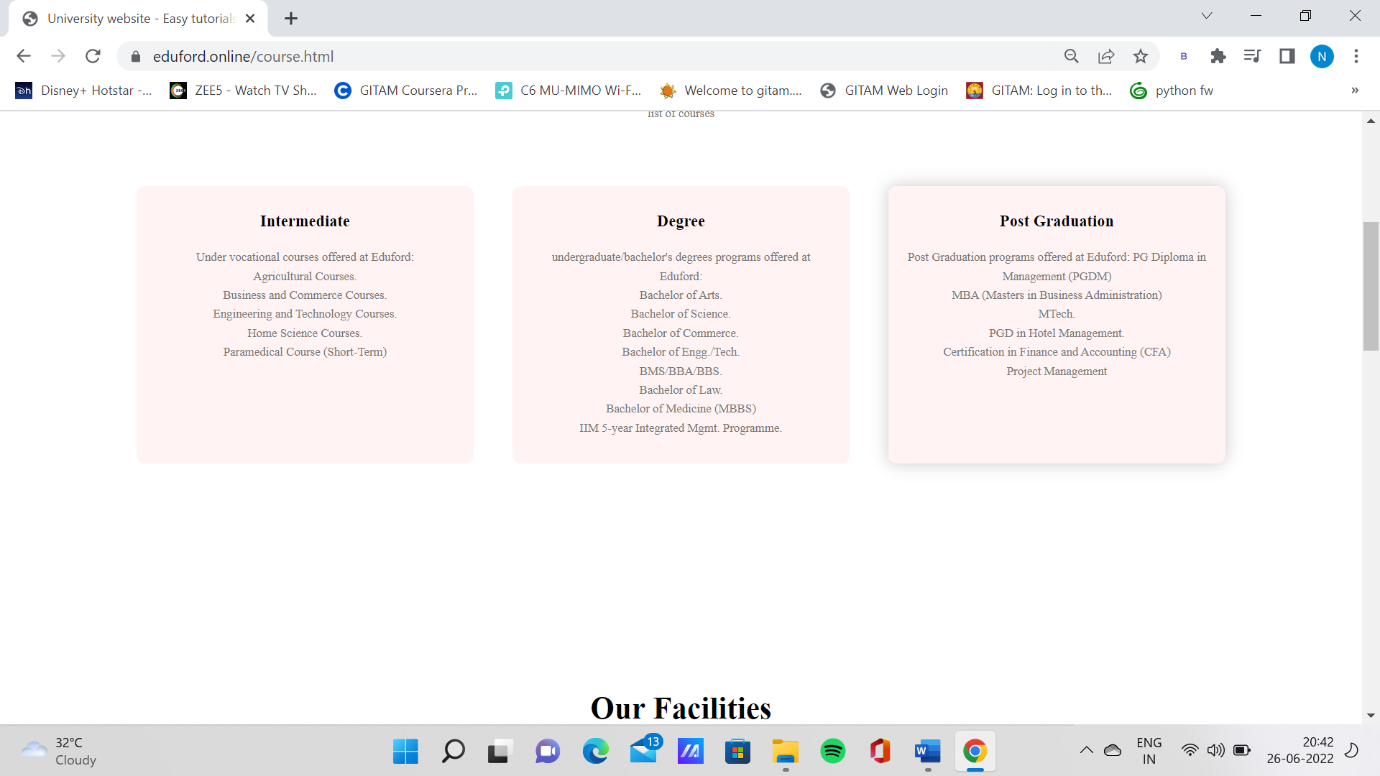 University website - Easy tutorials
eduford.online/course.html
B
N
Disney+ Hotstar -...
ZEE5 - Watch TV Sh...
GITAM Coursera Pr...
C6 MU-MIMO Wi-F...
Welcome to gitam....
GITAM Web Login
GITAM: Log in to th...
python fw
»
list of courses
Intermediate
Under vocational courses offered at Eduford:
Agricultural Courses.
Business and Commerce Courses.
Engineering and Technology Courses.
Home Science Courses.
Paramedical Course (Short-Term)
Degree
undergraduate/bachelor's degrees programs offered at
Eduford:
Bachelor of Arts.
Bachelor of Science.
Bachelor of Commerce.
Bachelor of Engg./Tech.
BMS/BBA/BBS.
Bachelor of Law.
Bachelor of Medicine (MBBS)
IIM 5-year Integrated Mgmt. Programme.
Post Graduation
Post Graduation programs offered at Eduford: PG Diploma in
Management (PGDM)
MBA (Masters in Business Administration)
MTech.
PGD in Hotel Management.
Certification in Finance and Accounting (CFA)
Project Management
Our Facilities
32°C
Cloudy
13
ENG
IN
20:42
26-06-2022